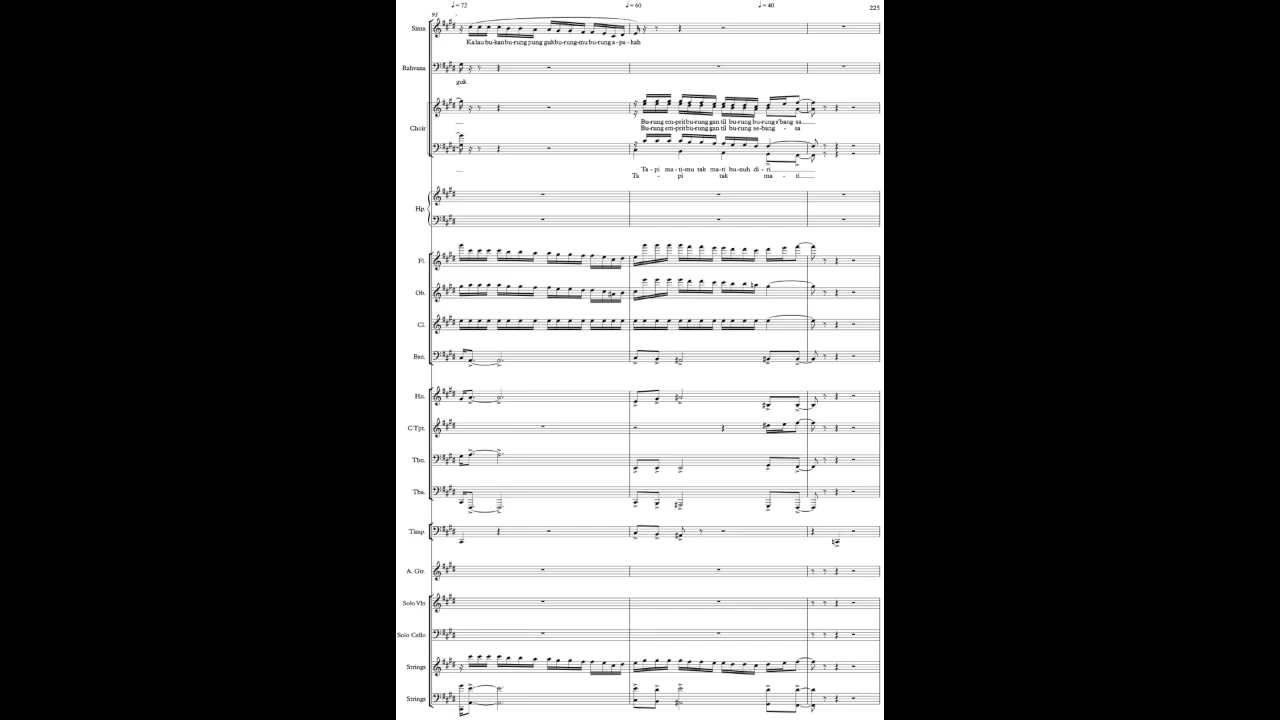 ♩= 72 ♩= 60 ♩= 40 225
93
Sinta
Ka lau bu-kan bu-rung pung guk bu-rung-mu bu-rung a-pa-kah
Rahvana
guk
Choir
Bu-rung em-prit bu-rung gan til bu-rung bu-rung s'bang sa
Bu-rung em-prit bu-rung gan til bu-rung se-bang - sa
Ta - pi ma-ti-mu tak ma-ti bu-nuh di - ri
Ta - pi tak ma - ti
Hp.
Fl.
Ob.
Cl.
Bsn.
Hn.
C Tpt.
Tbn.
Tba.
Timp.
A. Gtr.
Solo Vln
Solo Cello
Strings
Strings